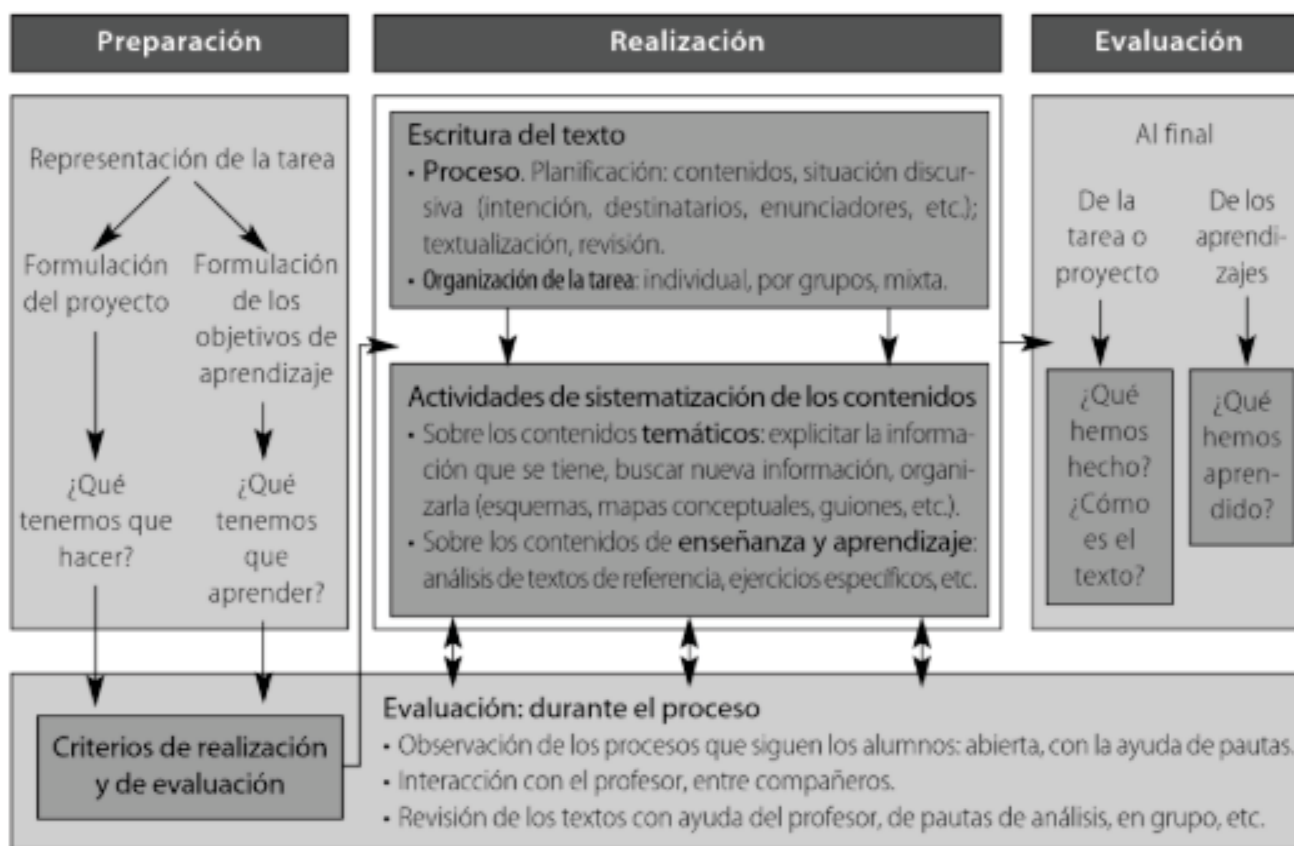 Preparación
Realización
Evaluación
Representación de la tarea
Formulación
del proyecto
Formulación
de los
objetivos de
aprendizaje
¿Qué
tenemos que
hacer?
¿Qué
tenemos
que
aprender?
Criterios de realización
y de evaluación
Escritura del texto
• Proceso. Planificación: contenidos, situación discur-
siva (intención, destinatarios, enunciadores, etc.);
textualización, revisión.
• Organización de la tarea: individual, por grupos, mixta.
Actividades de sistematización de los contenidos
• Sobre los contenidos temáticos: explicitar la informa-
ción que se tiene, buscar nueva información, organi-
zarla (esquemas, mapas conceptuales, guiones, etc.).
• Sobre los contenidos de enseñanza y aprendizaje:
análisis de textos de referencia, ejercicios específicos, etc.
Evaluación: durante el proceso
• Observación de los procesos que siguen los alumnos: abierta, con la ayuda de pautas.
• Interacción con el profesor, entre compañeros.
• Revisión de los textos con ayuda del profesor, de pautas de análisis, en grupo, etc.
Al final
De la
tarea o
proyecto
De los
aprendi-
zajes
¿Qué
hemos
hecho?
¿Cómo
es el
texto?
¿Qué
hemos
apren-
dido?